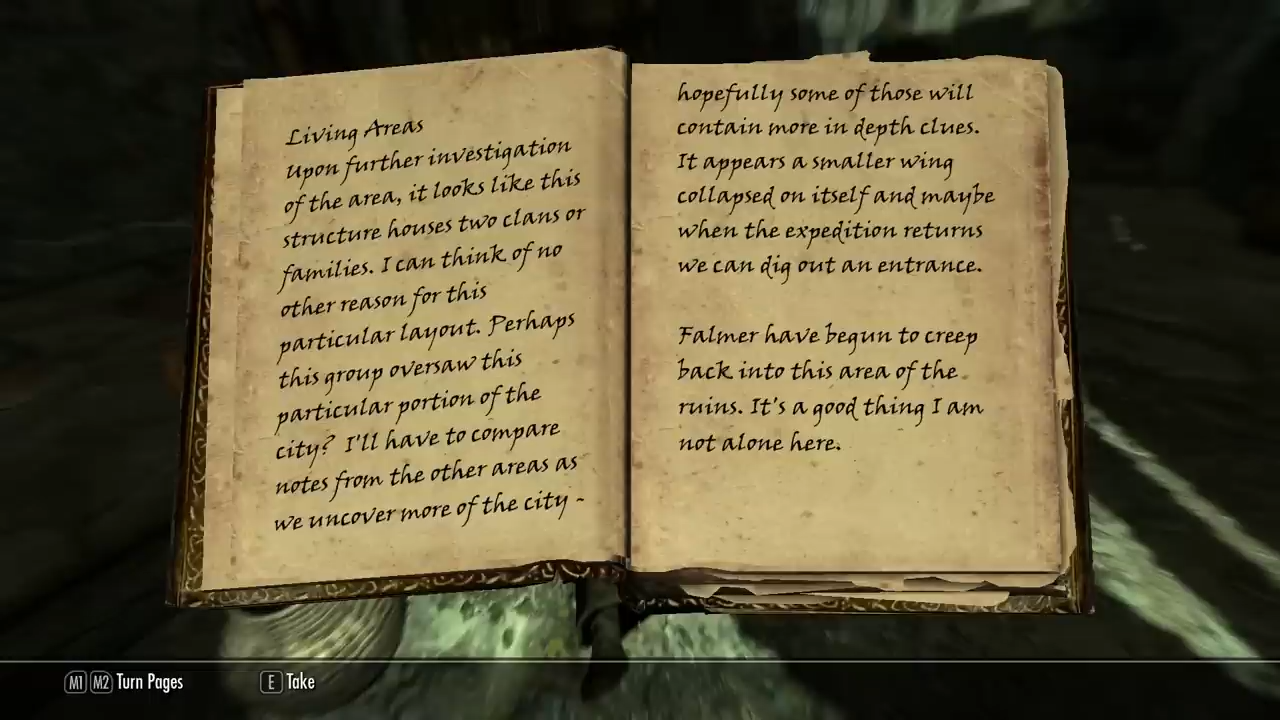 Living Areas
Upon further investigation
of the area, it looks like this
structure houses two clans or
families. I can think of no
other reason for this
particular layout. Perhaps
this group oversaw this
particular portion of the
city? I'll have to compare
notes from the other areas as
we uncover more of the city -
hopefully some of those will
contain more in depth clues.
It appears a smaller wing
collapsed on itself and maybe
when the expedition returns
we can dig out an entrance.
Falmer have begun to creep
back into this area of the
ruins. It's a good thing I am
not alone here.
M1 M2 Turn Pages E Take